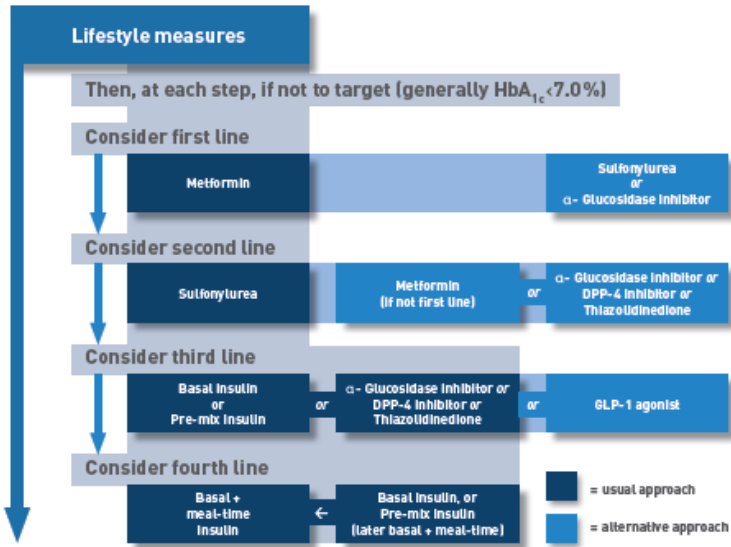 Lifestyle measures
Then, at each step, if not to target (generally HbA1c<7.0%)
Consider first line
Metformin
Sulfonylurea
or
α- Glucosidase inhibitor
Consider second line
Sulfonylurea
Metformin
(if not first line)
or
α- Glucosidase inhibitor or
DPP-4 inhibitor or
Thiazolidinedione
Consider third line
Basal insulin
or
Pre-mix insulin
or
α- Glucosidase inhibitor or
DPP-4 inhibitor or
Thiazolidinedione
or
GLP-1 agonist
Consider fourth line
Basal +
meal-time
insulin
←
Basal insulin, or
Pre-mix insulin
(later basal + meal-time)
= usual approach
= alternative approach